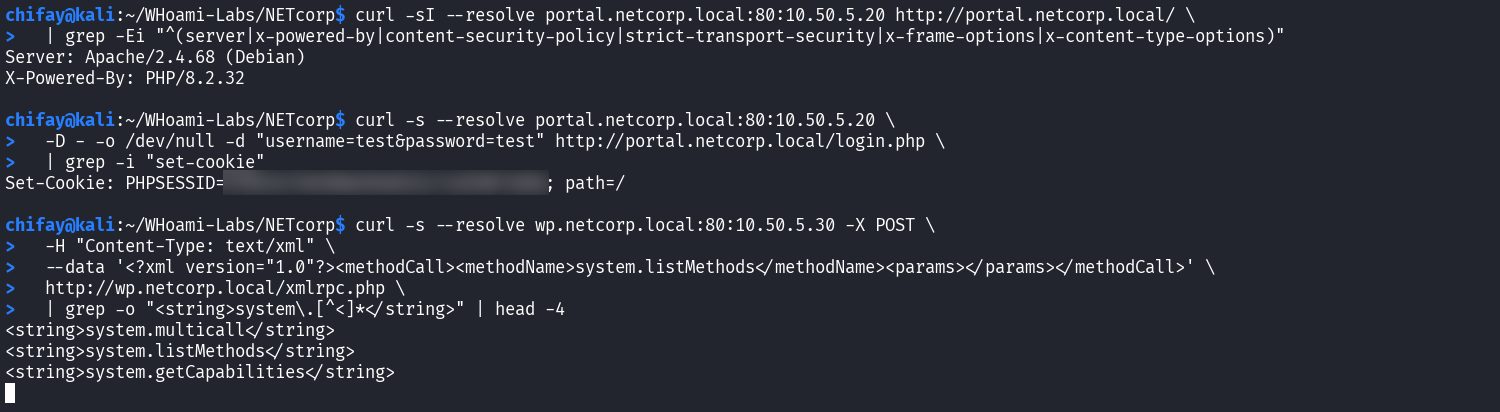 chifay@kali:~/WHoami-Labs/NETcorp$ curl -sI --resolve portal.netcorp.local:80:10.50.5.20 http://portal.netcorp.local/ \
>   | grep -Ei "^(server|x-powered-by|content-security-policy|strict-transport-security|x-frame-options|x-content-type-options)"
Server: Apache/2.4.68 (Debian)
X-Powered-By: PHP/8.2.32
chifay@kali:~/WHoami-Labs/NETcorp$ curl -s --resolve portal.netcorp.local:80:10.50.5.20 \
>   -D - -o /dev/null -d "username=test&password=test" http://portal.netcorp.local/login.php \
>   | grep -i "set-cookie"
Set-Cookie: PHPSESSID=; path=/
chifay@kali:~/WHoami-Labs/NETcorp$ curl -s --resolve wp.netcorp.local:80:10.50.5.30 -X POST \
>   -H "Content-Type: text/xml" \
>   --data '<?xml version="1.0"?><methodCall><methodName>system.listMethods</methodName><params></params></methodCall>' \
>   http://wp.netcorp.local/xmlrpc.php \
>   | grep -o "<string>system\.[^<]*</string>" | head -4
<string>system.multicall</string>
<string>system.listMethods</string>
<string>system.getCapabilities</string>